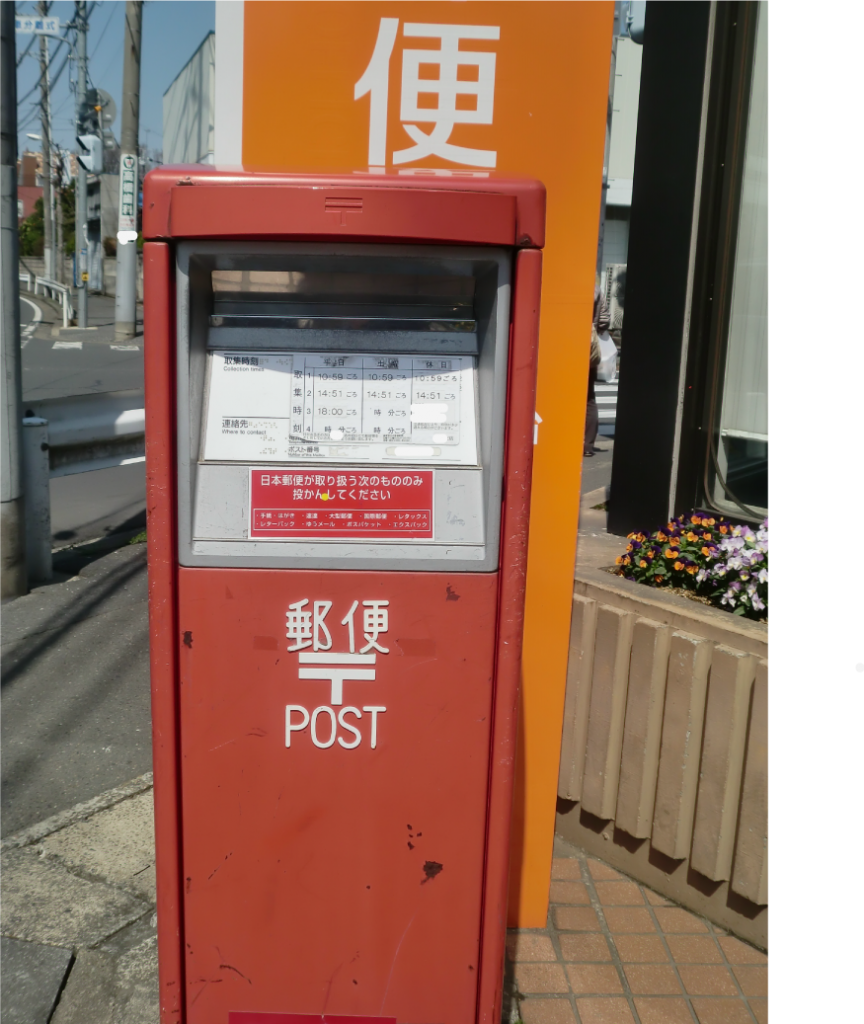 便
取集時刻
Collection times
平日 土曜 休日
取 1 10:59 ごろ 10:59 ごろ 10:59 ごろ
集 2 14:51 ごろ 14:51 ごろ 14:51 ごろ
時 3 16:00 ごろ 時 分ごろ
刻 4 時 分ごろ 時 分ごろ
連絡先
Where to contact
ポスト番号
日本郵便が取り扱う次のもののみ
投かんしてください
・手紙・はがき ・速達 ・大型郵便 ・国際郵便 ・レタックス
・レターパック ・ゆうメール ・ポスパケット ・エクスパック
郵便
〒
POST